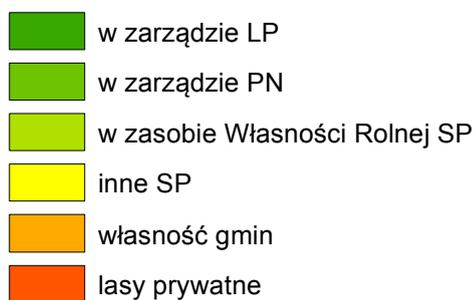 w zarządzie LP
w zarządzie PN
w zasobie Własności Rolnej SP
inne SP
własność gmin
lasy prywatne